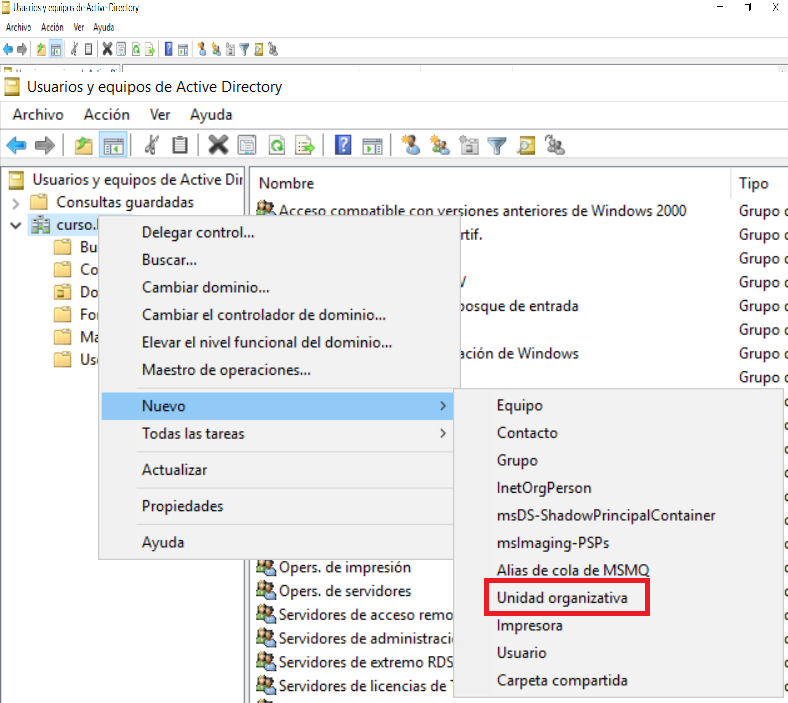 Usuarios y equipos de Active Directory
Archivo Acción Ver Ayuda
Usuarios y equipos de Active Directory
Archivo Acción Ver Ayuda
Usuarios y equipos de Active Dir
Consultas guardadas
curso.
Bu
Co
Do
Fo
Ma
Us
Nombre Tipo
Acceso compatible con versiones anteriores de Windows 2000 Grupo d
rtif. Grupo d
Grupo d
Grupo d
bosque de entrada Grupo d
Grupo d
ación de Windows Grupo d
Grupo d
Delegar control...
Buscar...
Cambiar dominio...
Cambiar el controlador de dominio...
Elevar el nivel funcional del dominio...
Maestro de operaciones...
Nuevo
Todas las tareas
Actualizar
Propiedades
Ayuda
Equipo
Contacto
Grupo
InetOrgPerson
msDS-ShadowPrincipalContainer
msImaging-PSPs
Alias de cola de MSMQ
Unidad organizativa
Impresora
Usuario
Carpeta compartida
Opers. de impresión
Opers. de servidores
Servidores de acceso remo
Servidores de administraci
Servidores de extremo RDS
Servidores de licencias de